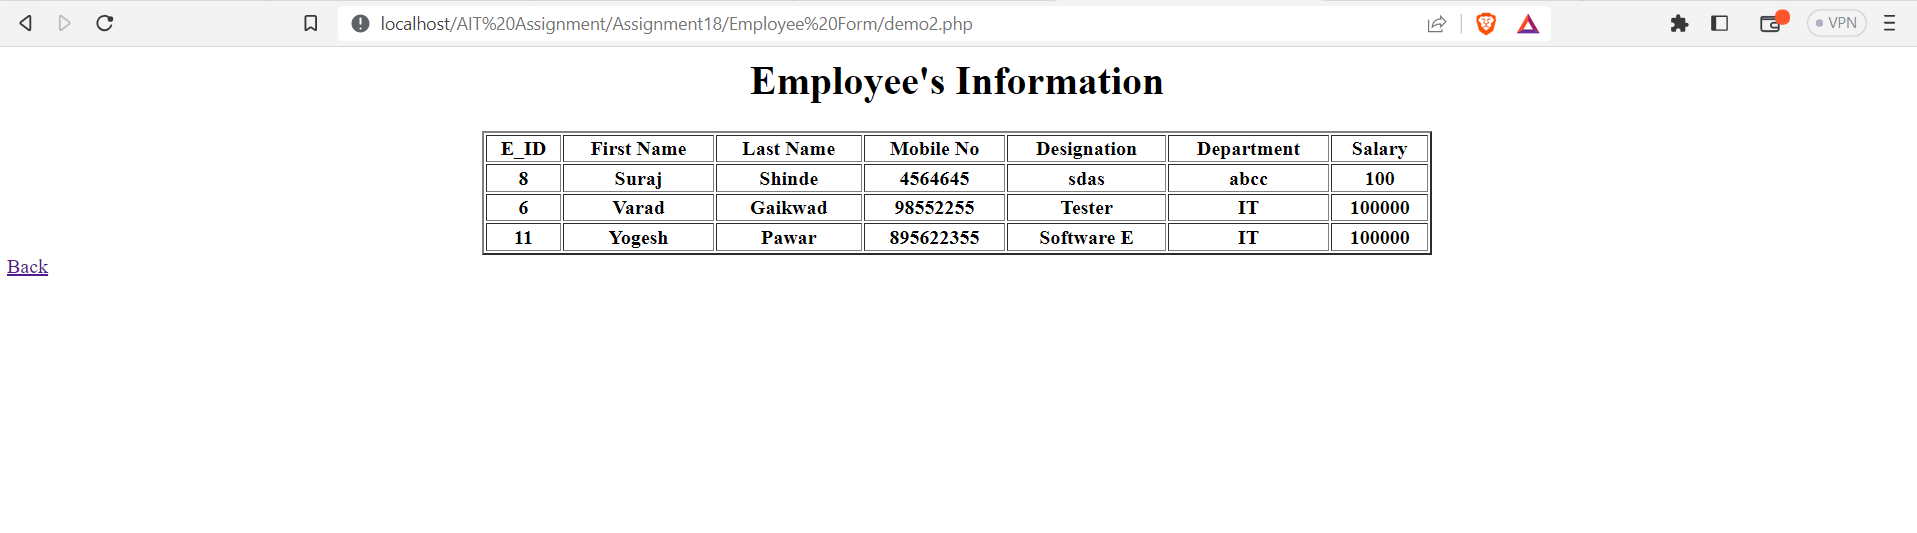 localhost/AIT%20Assignment/Assignment18/Employee%20Form/demo2.php
VPN
Employee's Information
E_ID First Name Last Name Mobile No Designation Department Salary
8 Suraj Shinde 4564645 sdas abcc 100
6 Varad Gaikwad 98552255 Tester IT 100000
11 Yogesh Pawar 895622355 Software E IT 100000
Back